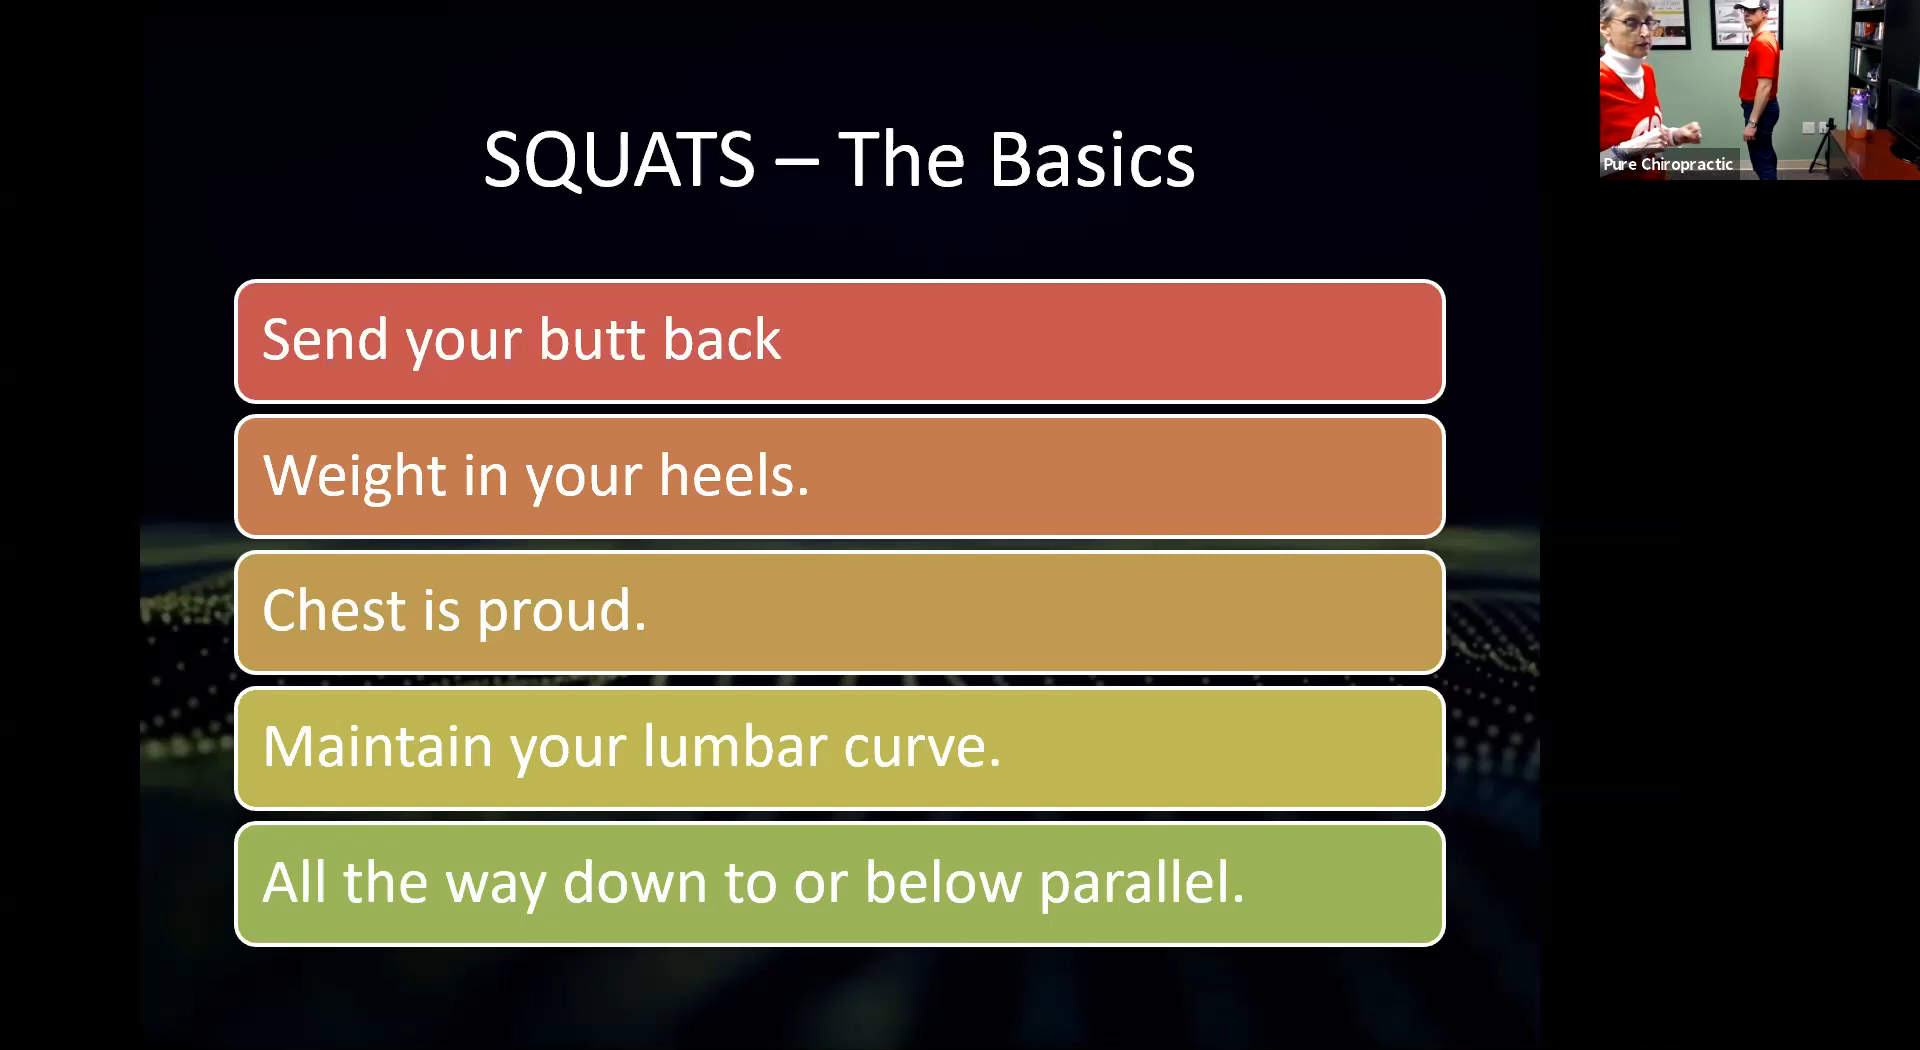 SQUATS – The Basics
Send your butt back
Weight in your heels.
Chest is proud.
Maintain your lumbar curve.
All the way down to or below parallel.
Pure Chiropractic